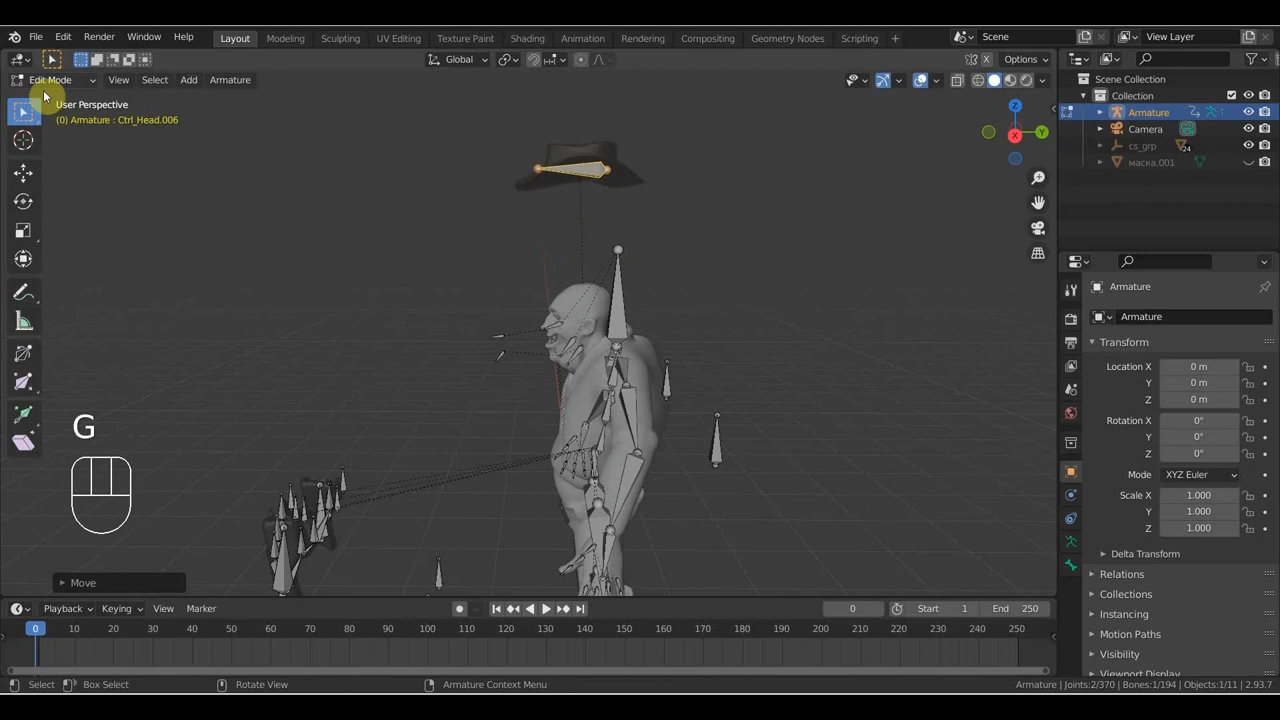 File Edit Render Window Help Layout Modeling Sculpting UV Editing Texture Paint Shading Animation Rendering Compositing Geometry Nodes Scripting Scene View Layer
Global Options
Edit Mode View Select Add Armature
User Perspective
(0) Armature : Ctrl_Head.006
Z
Y
X
G
Move
Scene Collection
Collection
Armature
Camera
cs_grp 24
маска.001
Armature
Armature
Transform
Location X 0 m
Y 0 m
Z 0 m
Rotation X 0°
Y 0°
Z 0°
Mode XYZ Euler
Scale X 1.000
Y 1.000
Z 1.000
Delta Transform
Relations
Collections
Instancing
Motion Paths
Visibility
Viewport Display
Playback Keying View Marker 0 Start 1 End 250
0 10 20 30 40 50 60 70 80 90 100 110 120 130 140 150 160 170 180 190 200 210 220 230 240 250
Select Box Select Rotate View Armature Context Menu Armature | Joints:2/370 | Bones:1/194 | Objects:1/11 | 2.93.7